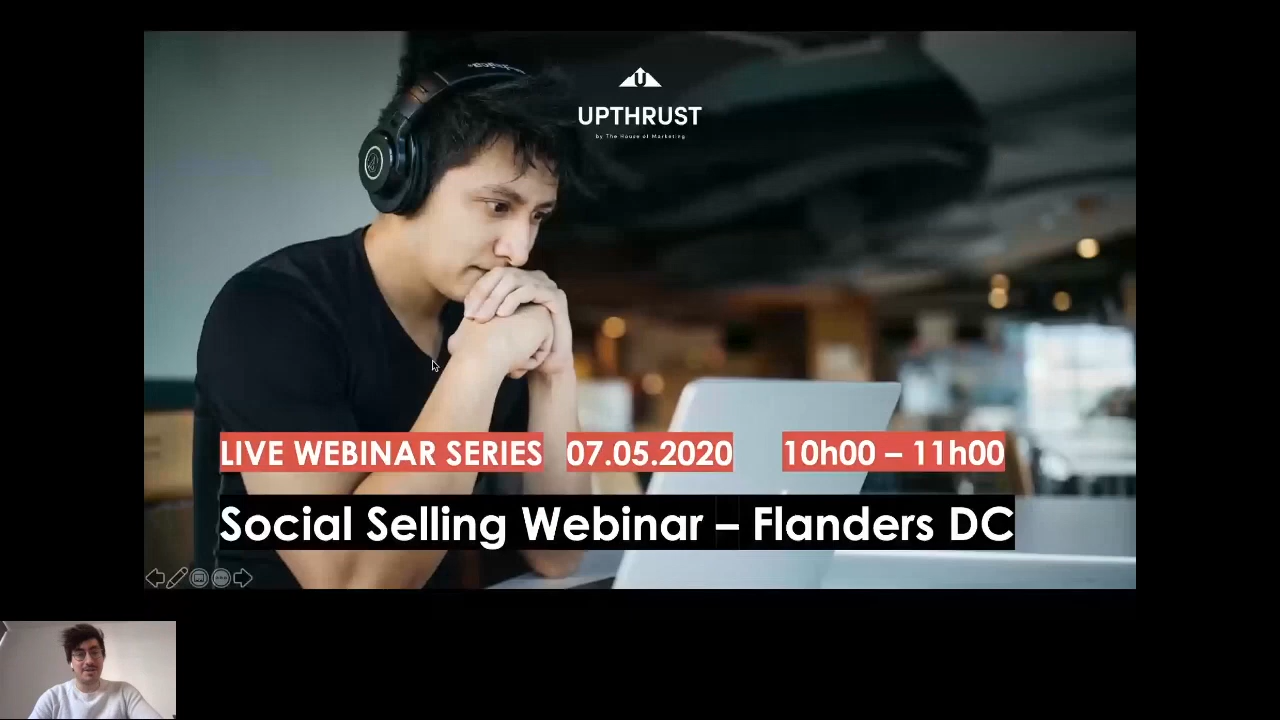 UPTHRUST
by The House of Marketing
LIVE WEBINAR SERIES 07.05.2020 10h00 – 11h00
Social Selling Webinar – Flanders DC